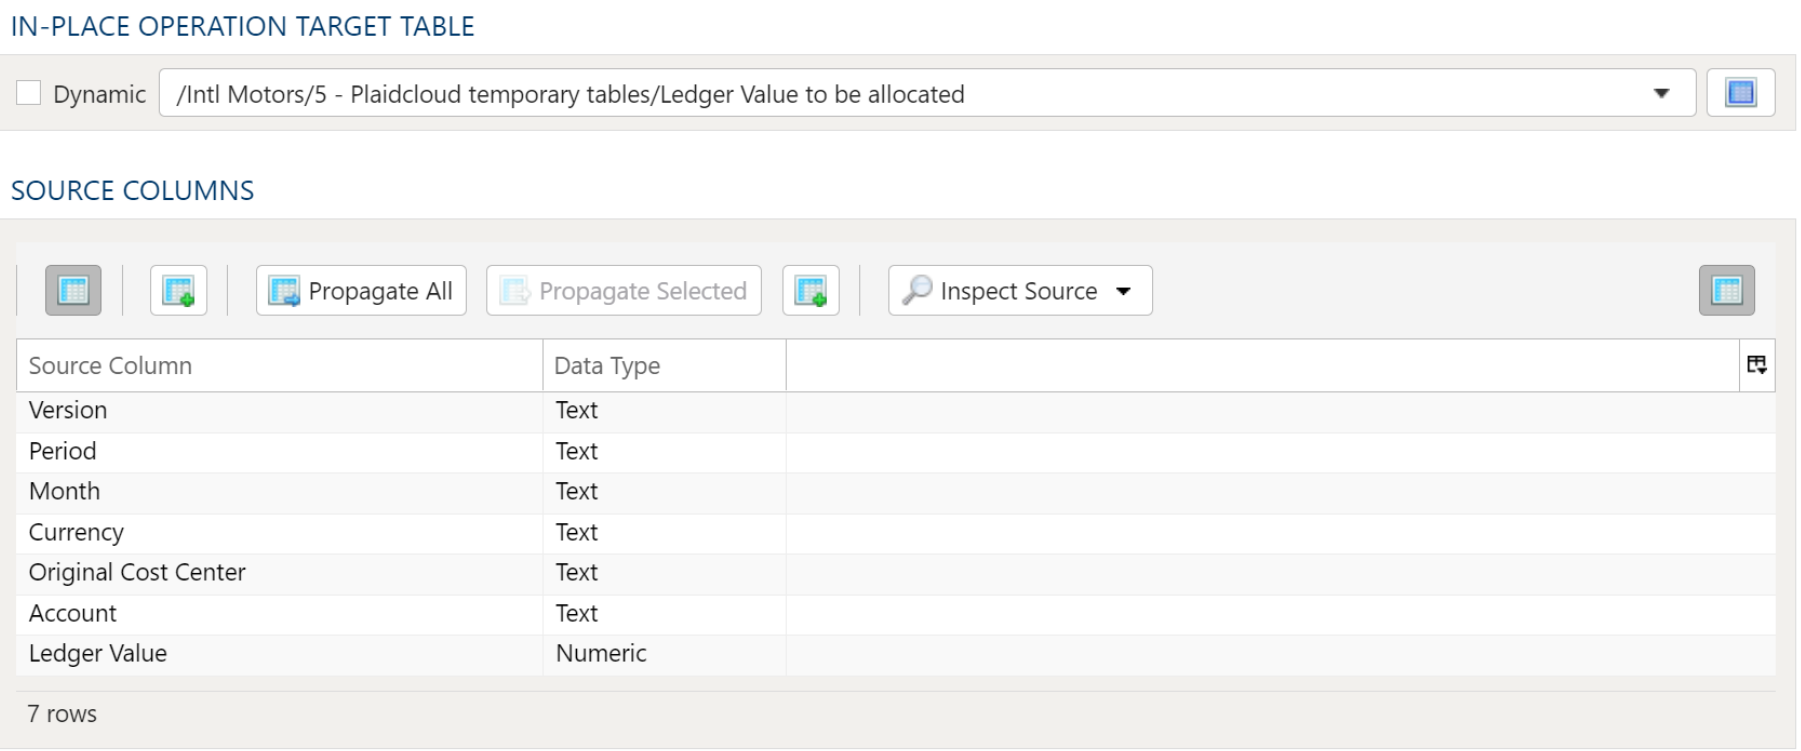 IN-PLACE OPERATION TARGET TABLE
Dynamic /Intl Motors/5 - Plaidcloud temporary tables/Ledger Value to be allocated
SOURCE COLUMNS
Propagate All Propagate Selected Inspect Source
Source Column Data Type
Version Text
Period Text
Month Text
Currency Text
Original Cost Center Text
Account Text
Ledger Value Numeric
7 rows